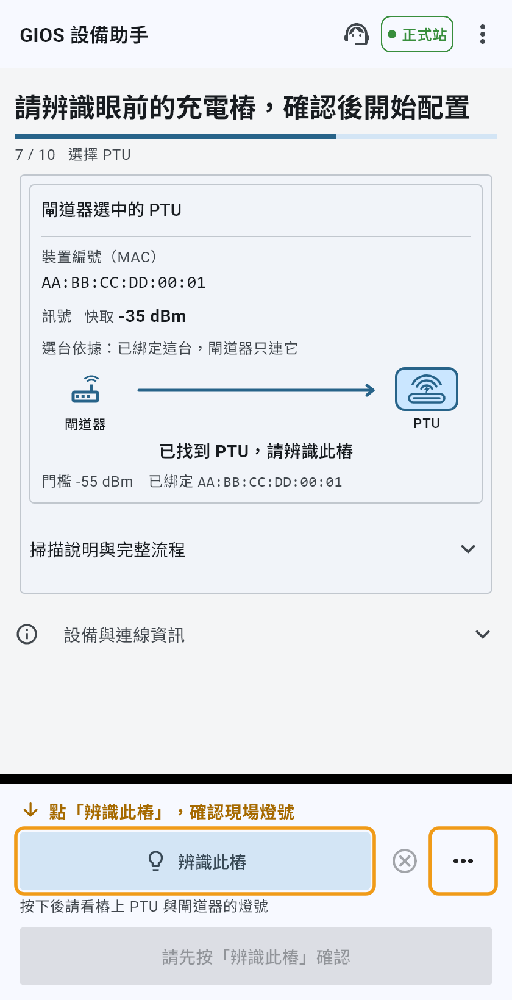 GIOS 設備助手
正式站
請辨識眼前的充電樁，確認後開始配置
7 / 10 選擇 PTU
閘道器選中的 PTU
裝置編號（MAC）
AA:BB:CC:DD:00:01
訊號 快取 -35 dBm
選台依據：已綁定這台，閘道器只連它
閘道器
PTU
已找到 PTU，請辨識此樁
門檻 -55 dBm 已綁定 AA:BB:CC:DD:00:01
掃描說明與完整流程
設備與連線資訊
點「辨識此樁」，確認現場燈號
辨識此樁
按下後請看樁上 PTU 與閘道器的燈號
請先按「辨識此樁」確認